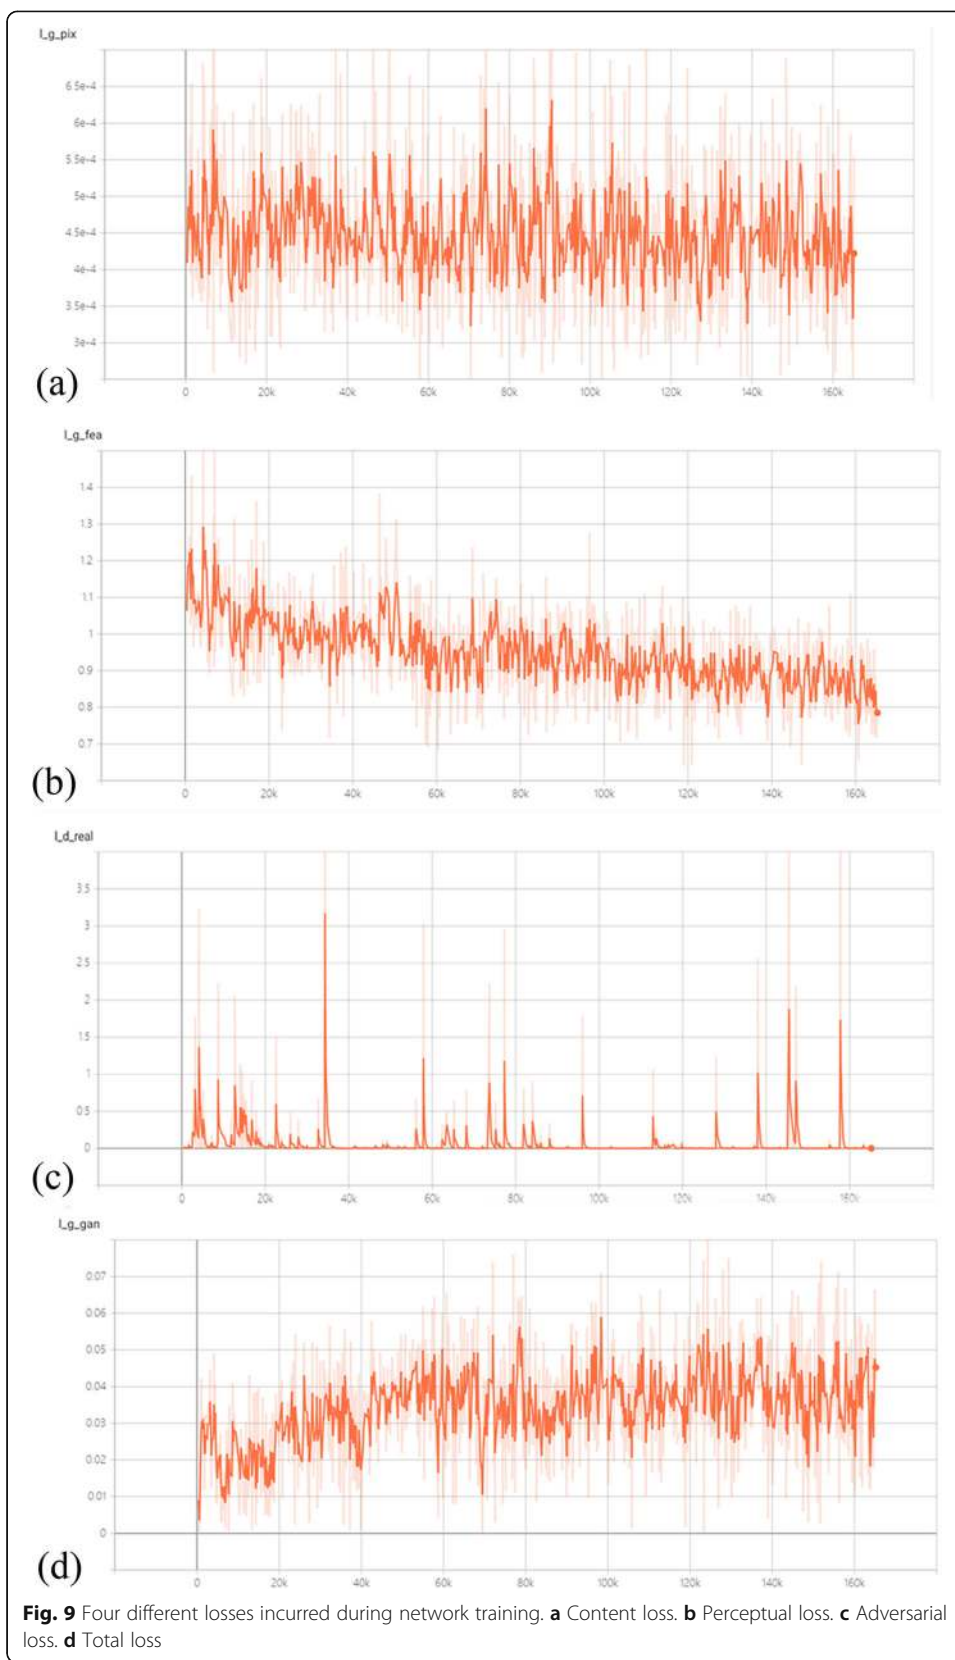 l_g_pix
6.5e-4
6e-4
5.5e-4
5e-4
4.5e-4
4e-4
3.5e-4
3e-4
0 20k 40k 60k 80k 100k 120k 140k 160k
(a)
l_g_fea
1.4
1.3
1.2
1.1
1
0.9
0.8
0.7
0 20k 40k 60k 80k 100k 120k 140k 160k
(b)
l_d_real
3.5
3
2.5
2
1.5
1
0.5
0
0 20k 40k 60k 80k 100k 120k 140k 160k
(c)
l_g_gan
0.07
0.06
0.05
0.04
0.03
0.02
0.01
0
0 20k 40k 60k 80k 100k 120k 140k 160k
(d)
Fig. 9 Four different losses incurred during network training. a Content loss. b Perceptual loss. c Adversarial
loss. d Total loss